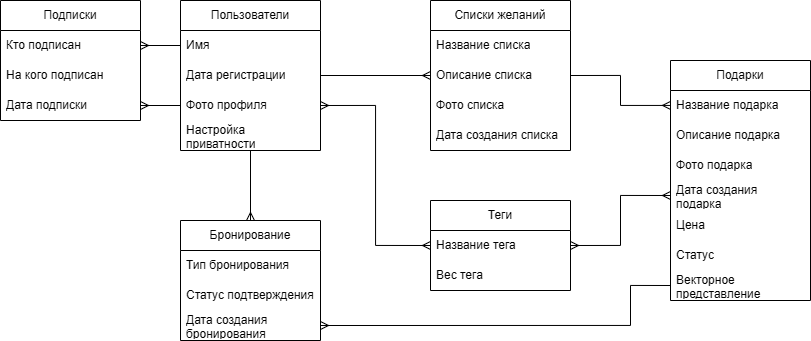 Подписки
Кто подписан
На кого подписан
Дата подписки
Пользователи
Имя
Дата регистрации
Фото профиля
Настройка
приватности
Списки желаний
Название списка
Описание списка
Фото списка
Дата создания списка
Подарки
Название подарка
Описание подарка
Фото подарка
Дата создания
подарка
Цена
Статус
Векторное
представление
Теги
Название тега
Вес тега
Бронирование
Тип бронирования
Статус подтверждения
Дата создания
бронирования